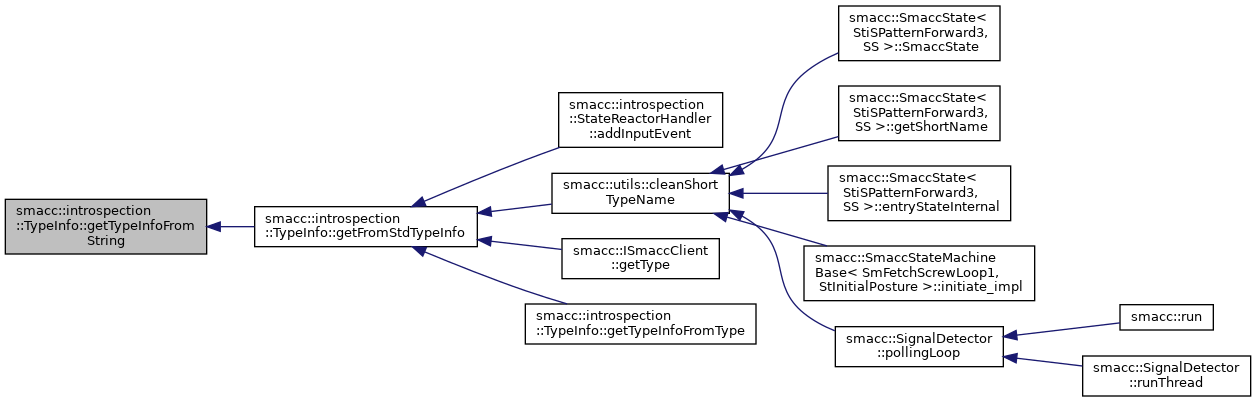 smacc::introspection
::TypeInfo::getTypeInfoFrom
String
smacc::introspection
::TypeInfo::getFromStdTypeInfo
smacc::introspection
::StateReactorHandler
::addInputEvent
smacc::utils::cleanShort
TypeName
smacc::ISmaccClient
::getType
smacc::introspection
::TypeInfo::getTypeInfoFromType
smacc::SmaccState<
StiSPatternForward3,
SS >::SmaccState
smacc::SmaccState<
StiSPatternForward3,
SS >::getShortName
smacc::SmaccState<
StiSPatternForward3,
SS >::entryStateInternal
smacc::SmaccStateMachine
Base< SmFetchScrewLoop1,
StInitialPosture >::initiate_impl
smacc::SignalDetector
::pollingLoop
smacc::run
smacc::SignalDetector
::runThread